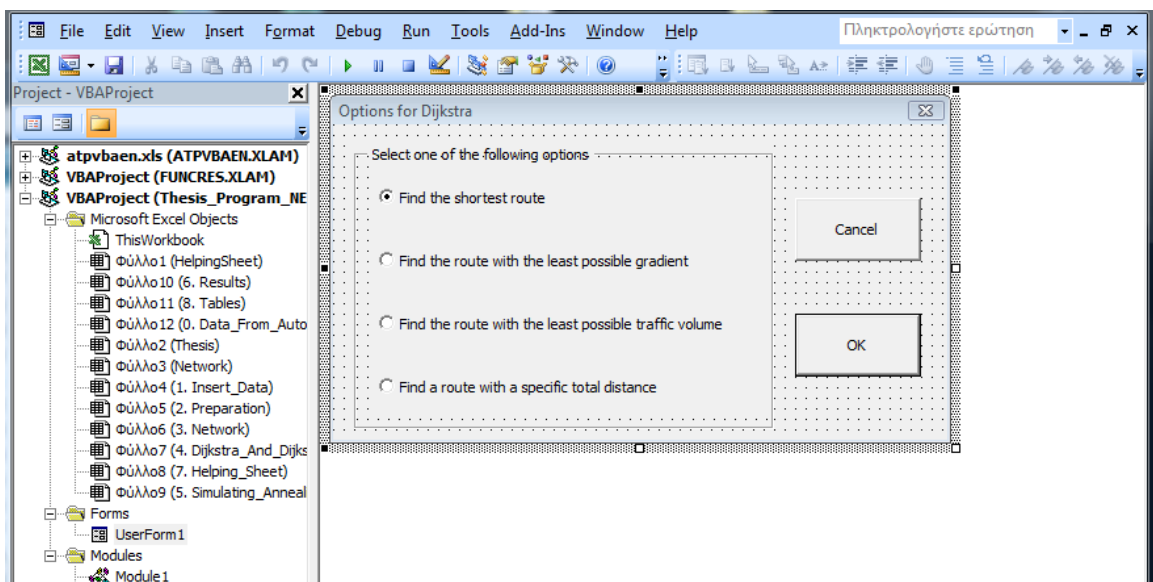 File Edit View Insert Format Debug Run Tools Add-Ins Window Help Πληκτρολογήστε ερώτηση
Project - VBAProject
atpvbaen.xls (ATPVBAEN.XLAM)
VBAProject (FUNCRES.XLAM)
VBAProject (Thesis_Program_NE
Microsoft Excel Objects
ThisWorkbook
Φύλλο1 (HelpingSheet)
Φύλλο10 (6. Results)
Φύλλο11 (8. Tables)
Φύλλο12 (0. Data_From_Auto
Φύλλο2 (Thesis)
Φύλλο3 (Network)
Φύλλο4 (1. Insert_Data)
Φύλλο5 (2. Preparation)
Φύλλο6 (3. Network)
Φύλλο7 (4. Dijkstra_And_Dijks
Φύλλο8 (7. Helping_Sheet)
Φύλλο9 (5. Simulating_Anneal
Forms
UserForm1
Modules
Module1
Options for Dijkstra
Select one of the following options
Find the shortest route
Find the route with the least possible gradient
Find the route with the least possible traffic volume
Find a route with a specific total distance
Cancel
OK